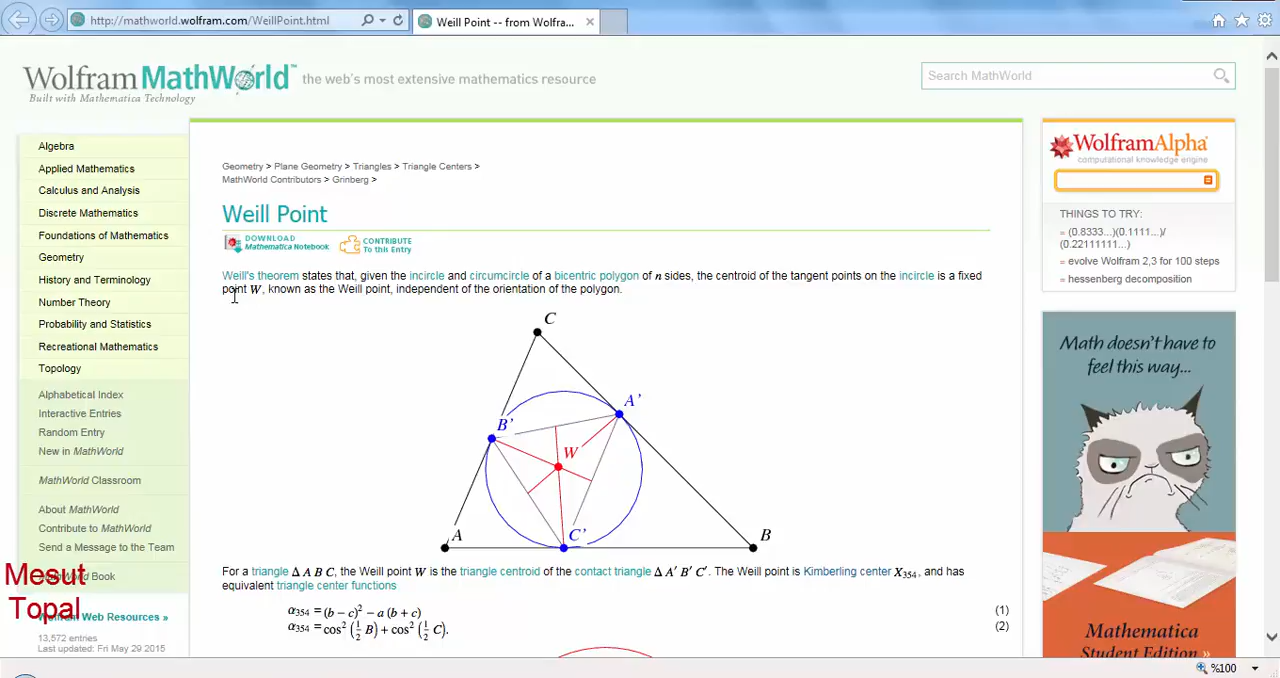 http://mathworld.wolfram.com/WeillPoint.html
Weill Point -- from Wolfra...
Wolfram MathWorld™ the web's most extensive mathematics resource
Built with Mathematica Technology
Search MathWorld
Algebra
Applied Mathematics
Calculus and Analysis
Discrete Mathematics
Foundations of Mathematics
Geometry
History and Terminology
Number Theory
Probability and Statistics
Recreational Mathematics
Topology
Alphabetical Index
Interactive Entries
Random Entry
New in MathWorld
MathWorld Classroom
About MathWorld
Contribute to MathWorld
Send a Message to the Team
Book
Mesut
Topal
Wolfram Web Resources »
13,572 entries
Last updated: Fri May 29 2015
Geometry > Plane Geometry > Triangles > Triangle Centers >
MathWorld Contributors > Grinberg >
Weill Point
DOWNLOAD
Mathematica Notebook
CONTRIBUTE
To this Entry
Weill's theorem states that, given the incircle and circumcircle of a bicentric polygon of n sides, the centroid of the tangent points on the incircle is a fixed
point W, known as the Weill point, independent of the orientation of the polygon.
C
A'
B'
W
A
C'
B
For a triangle Δ A B C, the Weill point W is the triangle centroid of the contact triangle Δ A' B' C'. The Weill point is Kimberling center X₃₅₄, and has
equivalent triangle center functions
α₃₅₄ = (b − c)² − a (b + c) (1)
α₃₅₄ = cos² (½ B) + cos² (½ C). (2)
WolframAlpha
computational knowledge engine
THINGS TO TRY:
= (0.8333...)(0.1111...)/
(0.22111111...)
= evolve Wolfram 2,3 for 100 steps
= hessenberg decomposition
Math doesn't have to
feel this way...
Mathematica
Student Edition »
%100